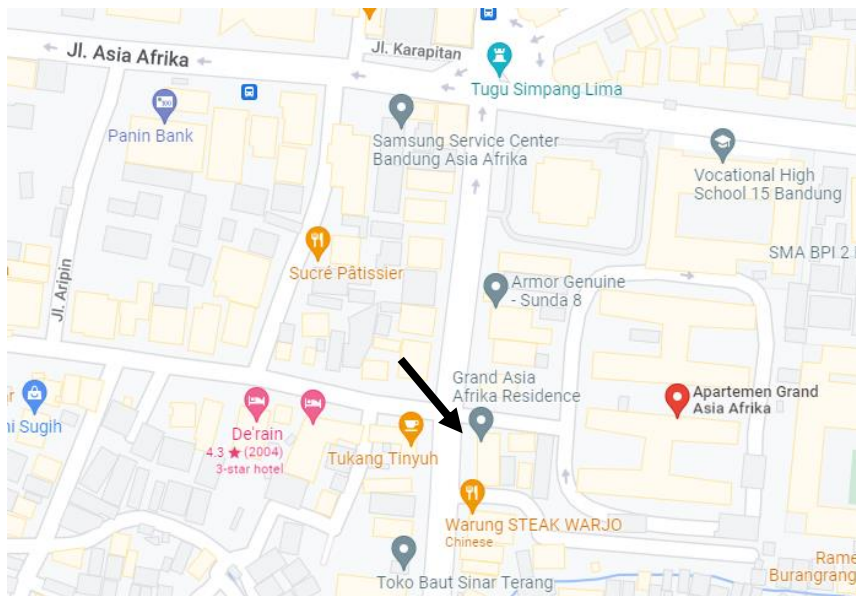 Jl. Asia Afrika
Jl. Karapitan
Tugu Simpang Lima
Panin Bank
Samsung Service Center
Bandung Asia Afrika
Vocational High
School 15 Bandung
SMA BPI 2
Sucré Pâtissier
Jl. Aripin
Armor Genuine
- Sunda 8
Grand Asia
Afrika Residence
Apartemen Grand
Asia Afrika
ni Sugih
De'rain
4.3 ★ (2004)
3-star hotel
Tukang Tinyuh
Warung STEAK WARJO
Chinese
Toko Baut Sinar Terang
Rame
Burangrang